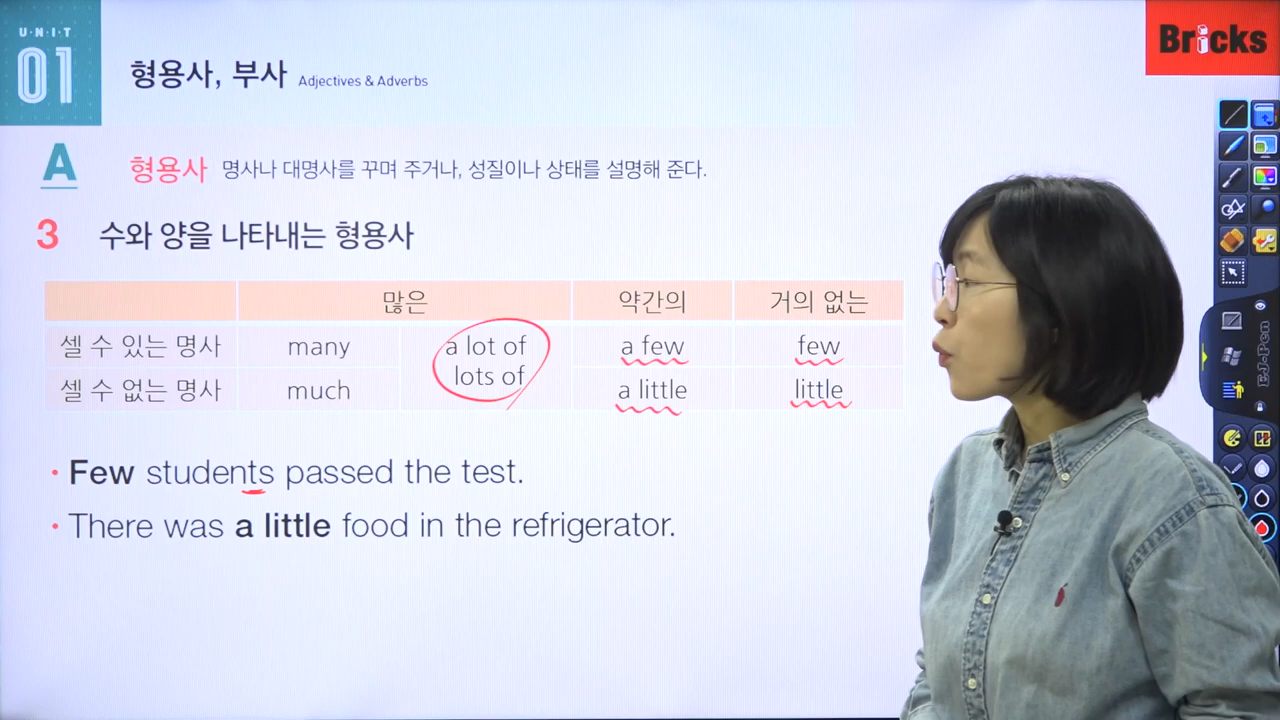 U·N·I·T
01
형용사, 부사 Adjectives & Adverbs
Bricks
A 형용사 명사나 대명사를 꾸며 주거나, 성질이나 상태를 설명해 준다.
3 수와 양을 나타내는 형용사
많은 약간의 거의 없는
셀 수 있는 명사 many a lot of a few few
lots of
셀 수 없는 명사 much a little little
• Few students passed the test.
• There was a little food in the refrigerator.
E.J-Pen